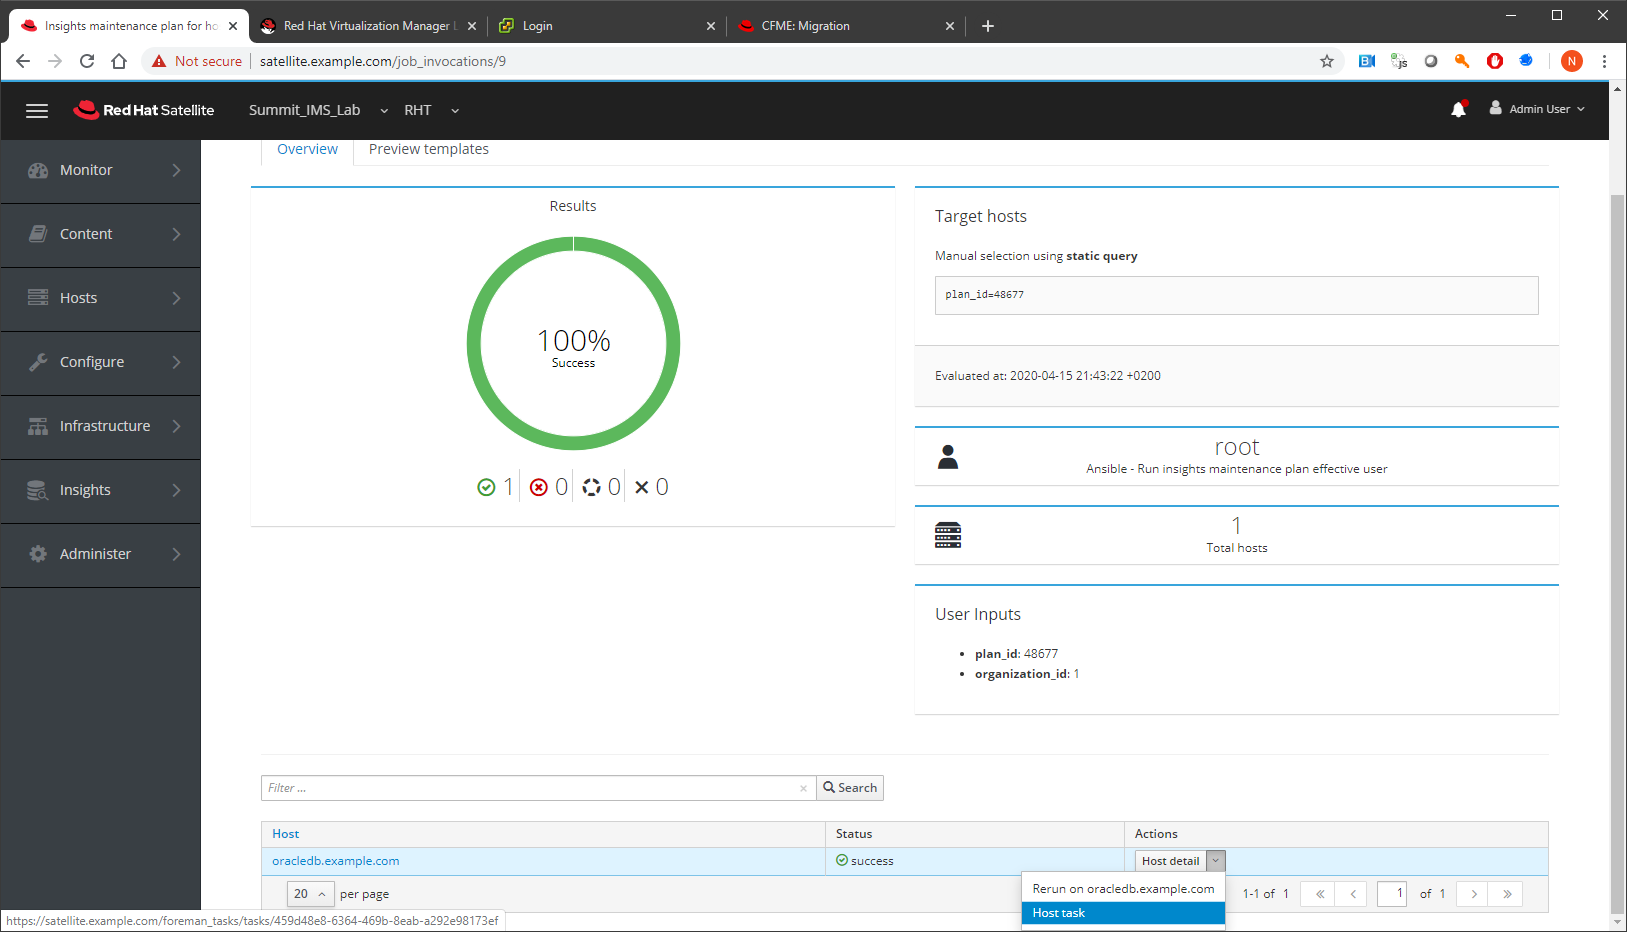 Insights maintenance plan for ho
Red Hat Virtualization Manager L
Login
CFME: Migration
Not secure
satellite.example.com/job_invocations/9
N
Red Hat Satellite
Summit_IMS_Lab
RHT
Admin User
Monitor
Content
Hosts
Configure
Infrastructure
Insights
Administer
Overview
Preview templates
Results
100%
Success
1
0
0
0
Target hosts
Manual selection using static query
plan_id=48677
Evaluated at: 2020-04-15 21:43:22 +0200
root
Ansible - Run insights maintenance plan effective user
1
Total hosts
User Inputs
plan_id: 48677
organization_id: 1
Filter ...
Search
Host
Status
Actions
oracledb.example.com
success
Host detail
20
per page
Rerun on oracledb.example.com
Host task
1-1 of 1
«
‹
1
of 1
›
»
https://satellite.example.com/foreman_tasks/tasks/459d48e8-6364-469b-8eab-a292e98173ef